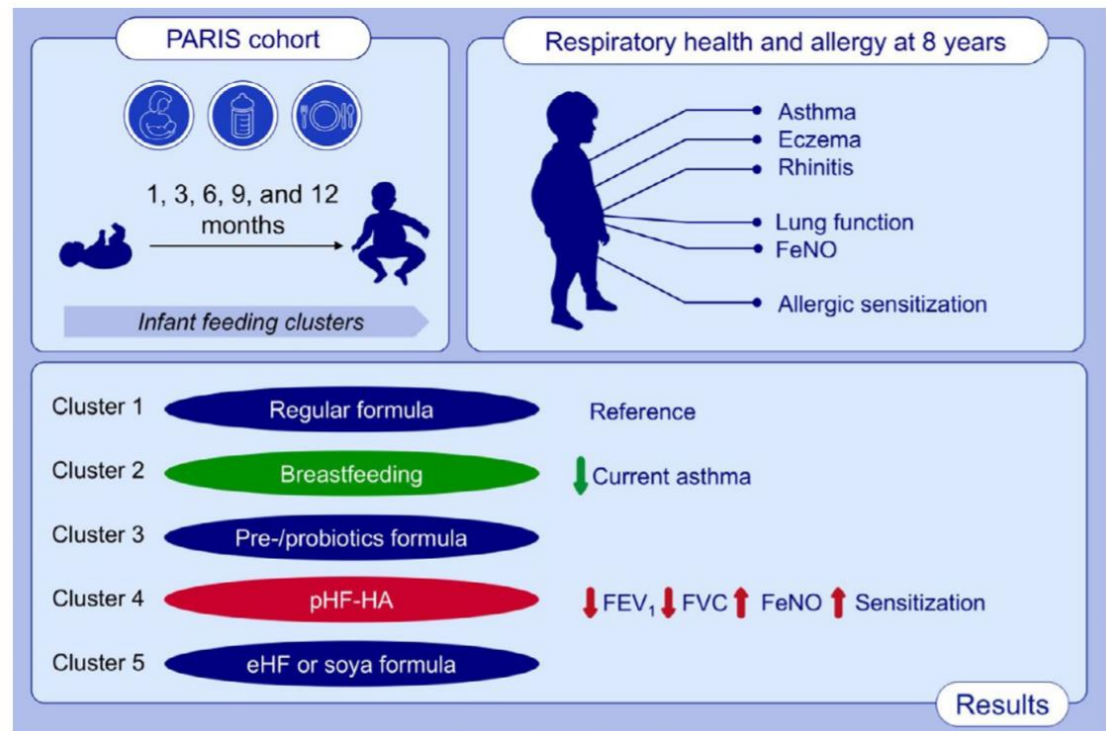 PARIS cohort
1, 3, 6, 9, and 12
months
Infant feeding clusters
Respiratory health and allergy at 8 years
Asthma
Eczema
Rhinitis
Lung function
FeNO
Allergic sensitization
Cluster 1 Regular formula Reference
Cluster 2 Breastfeeding ↓ Current asthma
Cluster 3 Pre-/probiotics formula
Cluster 4 pHF-HA ↓ FEV₁ ↓ FVC ↑ FeNO ↑ Sensitization
Cluster 5 eHF or soya formula
Results